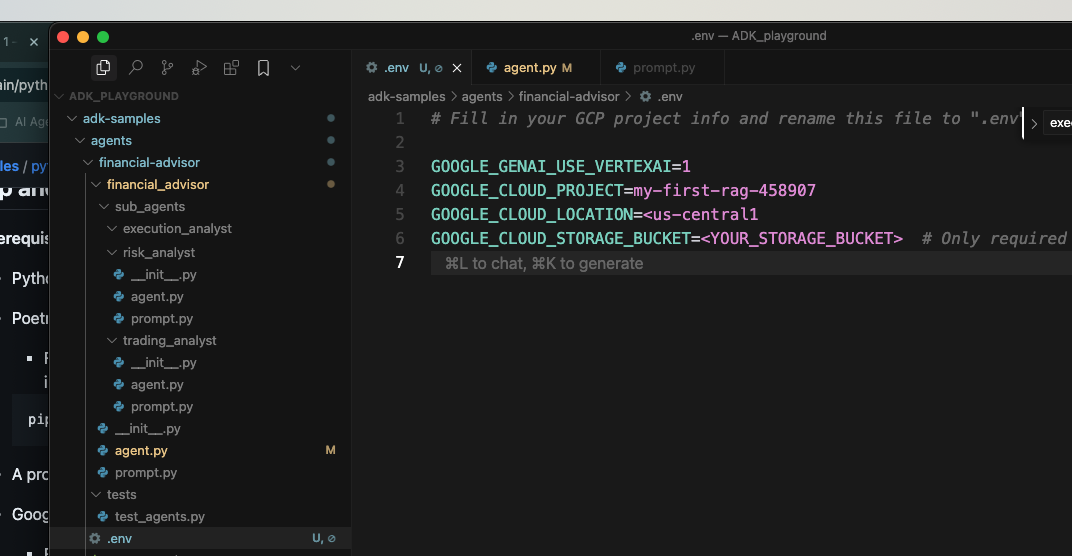 .env — ADK_playground
1
ain/pyth
AI Age
les / py
p an
erequis
Pyth
Poet
pip
A pro
Goog
ADK_PLAYGROUND
adk-samples
agents
financial-advisor
financial_advisor
sub_agents
execution_analyst
risk_analyst
__init__.py
agent.py
prompt.py
trading_analyst
__init__.py
agent.py
prompt.py
__init__.py
agent.py M
prompt.py
tests
test_agents.py
.env U,
.env U,
agent.py M
prompt.py
adk-samples > agents > financial-advisor > .env
1 # Fill in your GCP project info and rename this file to ".env"
2
3 GOOGLE_GENAI_USE_VERTEXAI=1
4 GOOGLE_CLOUD_PROJECT=my-first-rag-458907
5 GOOGLE_CLOUD_LOCATION=<us-central1
6 GOOGLE_CLOUD_STORAGE_BUCKET=<YOUR_STORAGE_BUCKET> # Only required
7 ⌘L to chat, ⌘K to generate
exe